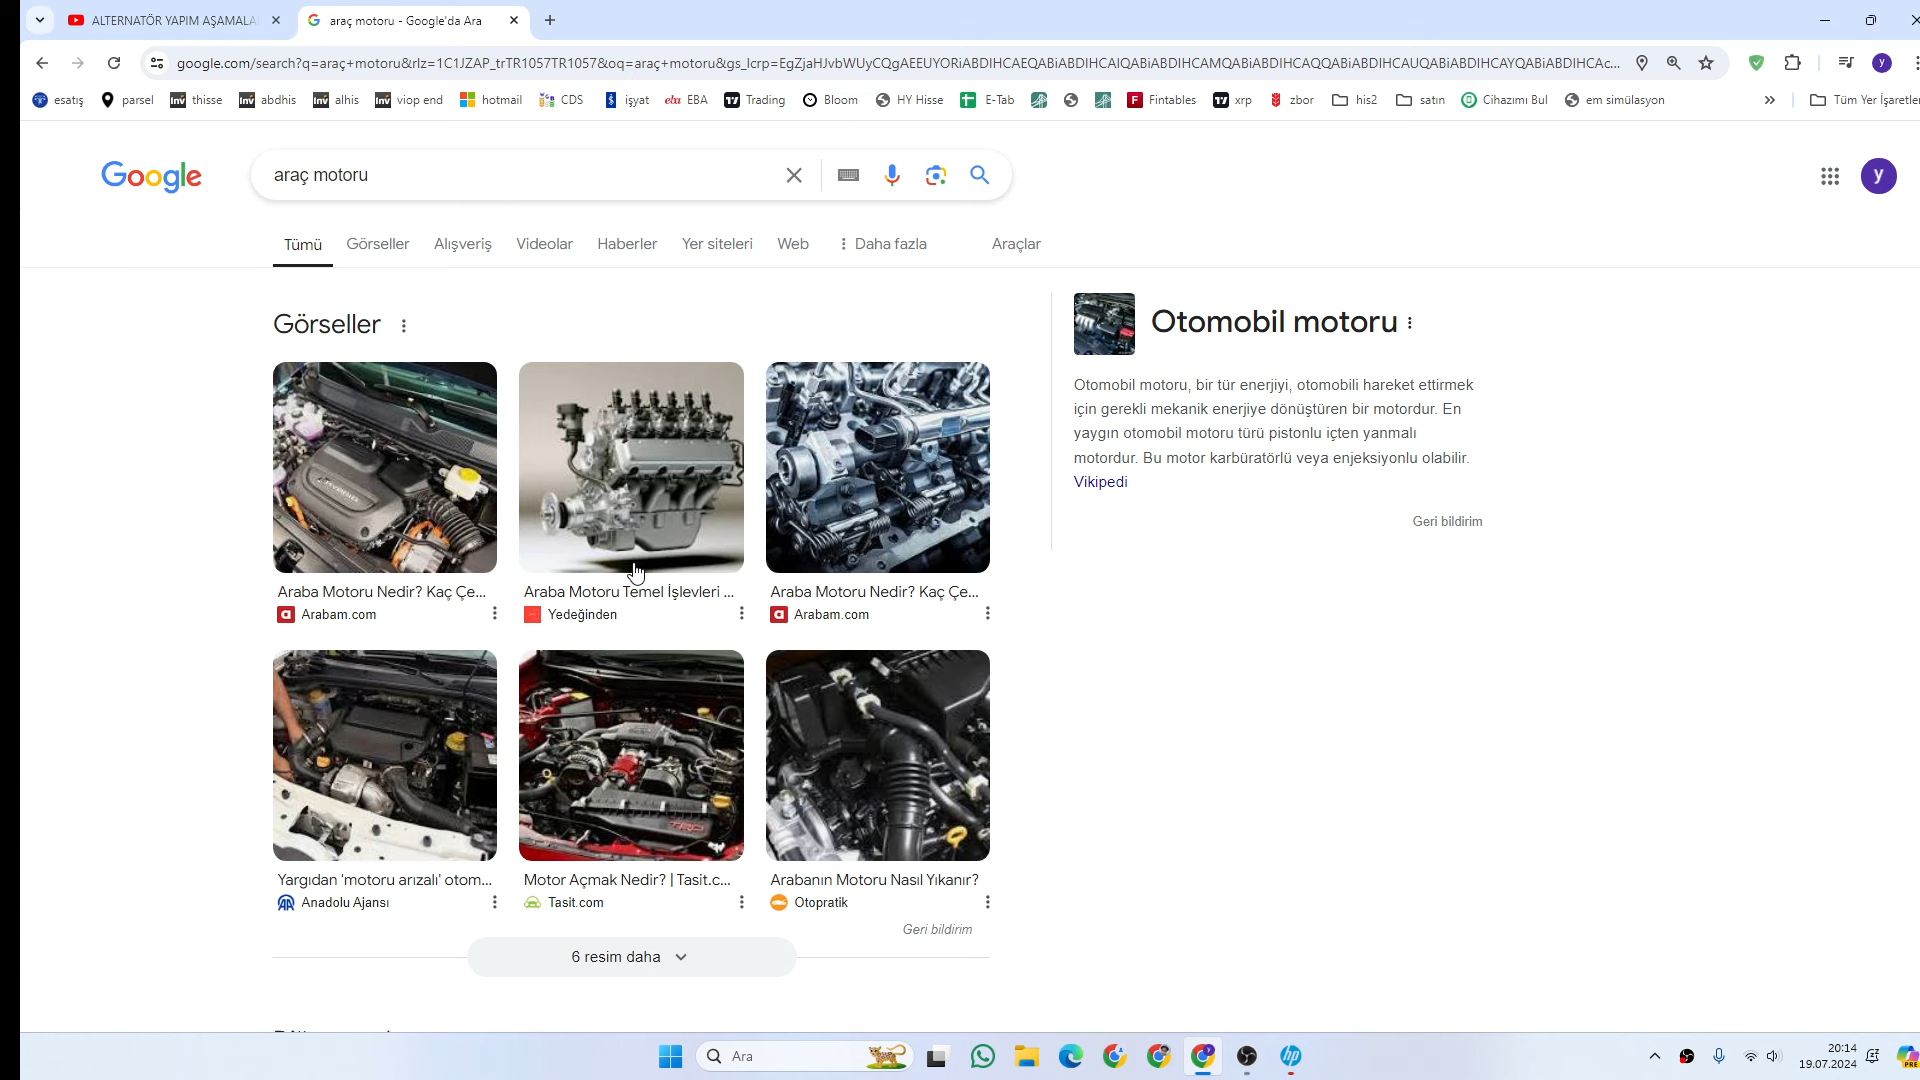 ALTERNATÖR YAPIM AŞAMALA
araç motoru - Google'da Ara
google.com/search?q=araç+motoru&rlz=1C1JZAP_trTR1057TR1057&oq=araç+motoru&gs_lcrp=EgZjaHJvbWUyCQgAEEUYORiABDIHCAEQABiABDIHCAIQABiABDIHCAMQABiABDIHCAQQABiABDIHCAUQABiABDIHCAYQABiABDIHCAc...
esatış parsel thisse abdhis alhis viop end hotmail CDS işyat eba EBA Trading Bloom HY Hisse E-Tab Fintables xrp zbor his2 satın Cihazımı Bul em simülasyon » Tüm Yer İşaretle
Google
araç motoru
y
Tümü Görseller Alışveriş Videolar Haberler Yer siteleri Web Daha fazla Araçlar
Görseller
Otomobil motoru
Otomobil motoru, bir tür enerjiyi, otomobili hareket ettirmek
için gerekli mekanik enerjiye dönüştüren bir motordur. En
yaygın otomobil motoru türü pistonlu içten yanmalı
motordur. Bu motor karbüratörlü veya enjeksiyonlu olabilir.
Vikipedi
Geri bildirim
Araba Motoru Nedir? Kaç Çe...
Arabam.com
Araba Motoru Temel İşlevleri ...
Yedeğinden
Araba Motoru Nedir? Kaç Çe...
Arabam.com
Yargıdan 'motoru arızalı' otom...
Anadolu Ajansı
Motor Açmak Nedir? | Tasit.c...
Tasit.com
Arabanın Motoru Nasıl Yıkanır?
Otopratik
Geri bildirim
6 resim daha
Ara
20:14
19.07.2024